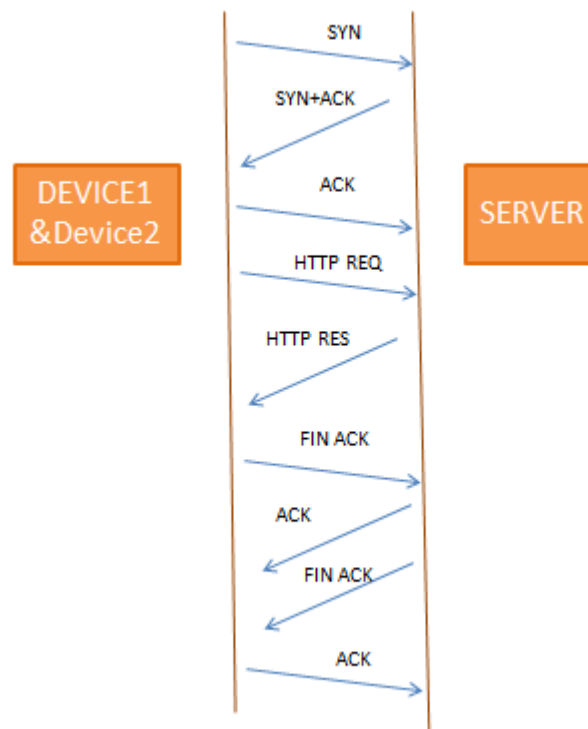 SYN
SYN+ACK
DEVICE1
&Device2
ACK
SERVER
HTTP REQ
HTTP RES
FIN ACK
ACK
FIN ACK
ACK